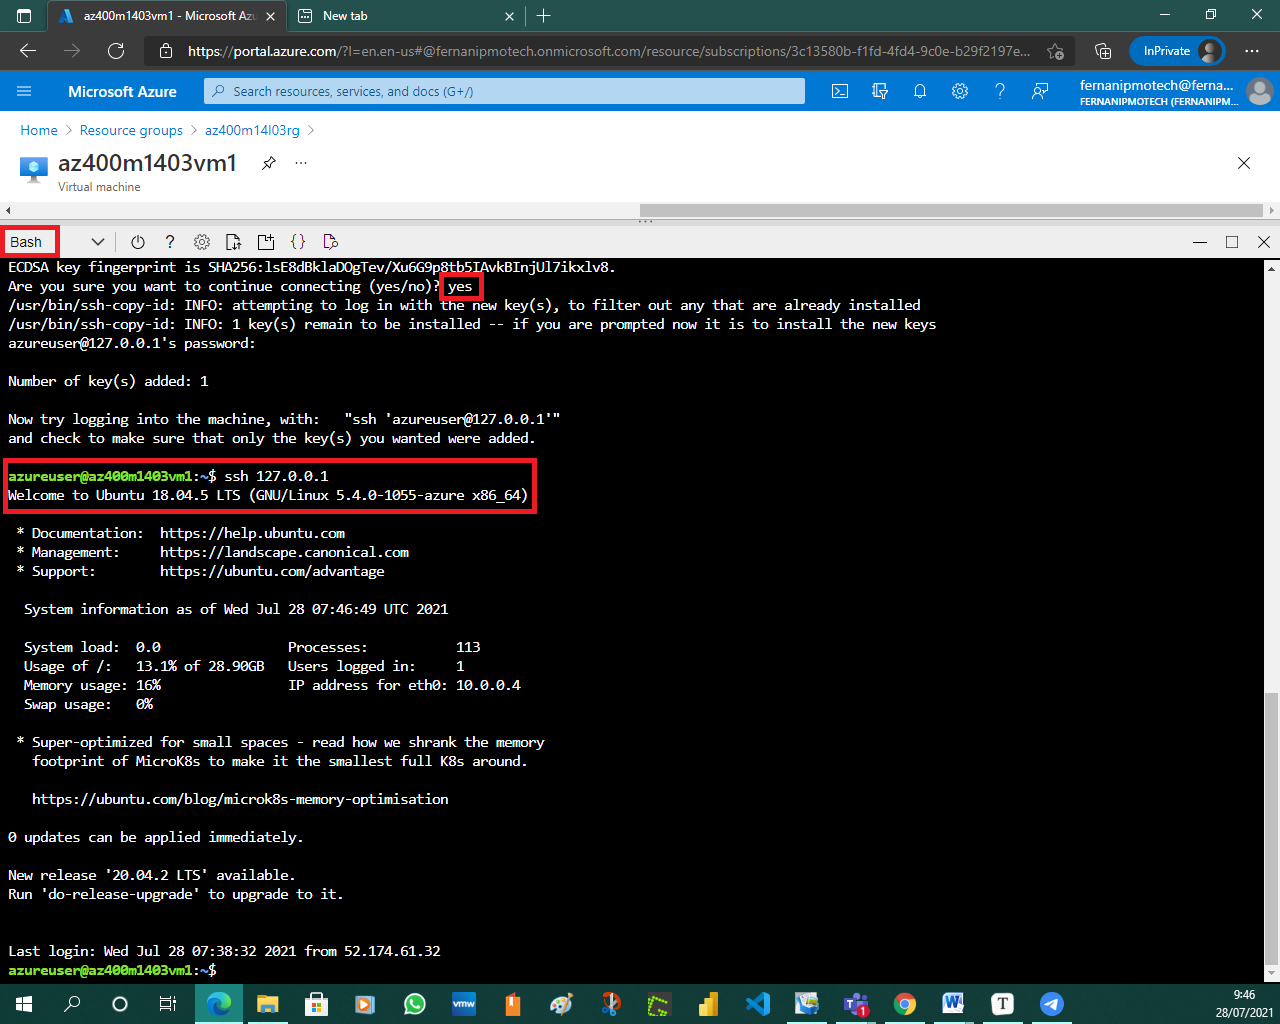 az400m1403vm1 - Microsoft Azu
New tab
https://portal.azure.com/?l=en.en-us#@fernanipmotech.onmicrosoft.com/resource/subscriptions/3c13580b-f1fd-4fd4-9c0e-b29f2197e...
InPrivate
Microsoft Azure
Search resources, services, and docs (G+/)
fernanipmotech@ferna...
FERNANIPMOTECH (FERNANIPM...
Home > Resource groups > az400m14l03rg >
az400m1403vm1
Virtual machine
Bash
ECDSA key fingerprint is SHA256:lsE8dBklaDOgTev/Xu6G9p8tb5IAvkBInjUl7ikxlv8.
Are you sure you want to continue connecting (yes/no)? yes
/usr/bin/ssh-copy-id: INFO: attempting to log in with the new key(s), to filter out any that are already installed
/usr/bin/ssh-copy-id: INFO: 1 key(s) remain to be installed -- if you are prompted now it is to install the new keys
azureuser@127.0.0.1's password:
Number of key(s) added: 1
Now try logging into the machine, with:   "ssh 'azureuser@127.0.0.1'"
and check to make sure that only the key(s) you wanted were added.
azureuser@az400m1403vm1:~$ ssh 127.0.0.1
Welcome to Ubuntu 18.04.5 LTS (GNU/Linux 5.4.0-1055-azure x86_64)
* Documentation:  https://help.ubuntu.com
* Management:     https://landscape.canonical.com
* Support:        https://ubuntu.com/advantage
System information as of Wed Jul 28 07:46:49 UTC 2021
System load:  0.0                Processes:           113
Usage of /:   13.1% of 28.90GB   Users logged in:     1
Memory usage: 16%                IP address for eth0: 10.0.0.4
Swap usage:   0%
* Super-optimized for small spaces - read how we shrank the memory
footprint of MicroK8s to make it the smallest full K8s around.
https://ubuntu.com/blog/microk8s-memory-optimisation
0 updates can be applied immediately.
New release '20.04.2 LTS' available.
Run 'do-release-upgrade' to upgrade to it.
Last login: Wed Jul 28 07:38:32 2021 from 52.174.61.32
azureuser@az400m1403vm1:~$
vmw
1
W
T
9:46
28/07/2021